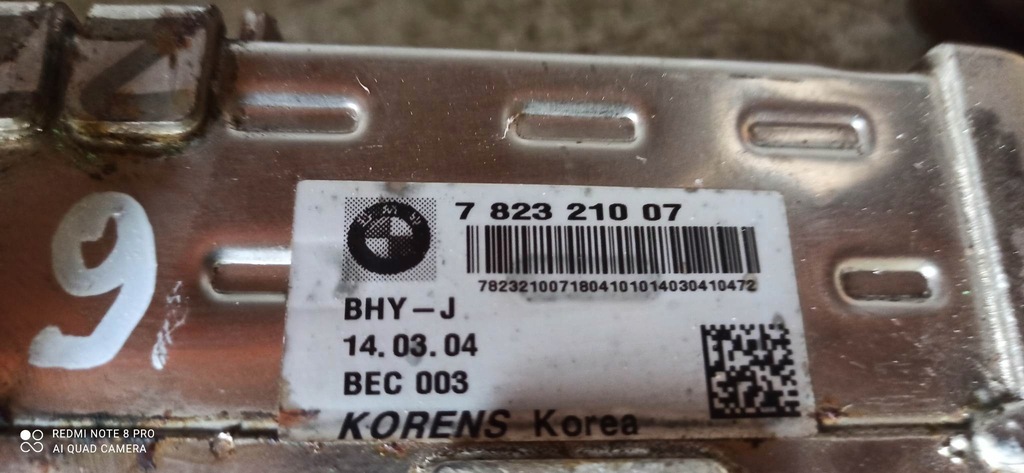 9
7 823 210 07
7823210071804101014030410472
BHY-J
14.03.04
BEC 003
KORENS Korea
REDMI NOTE 8 PRO
AI QUAD CAMERA